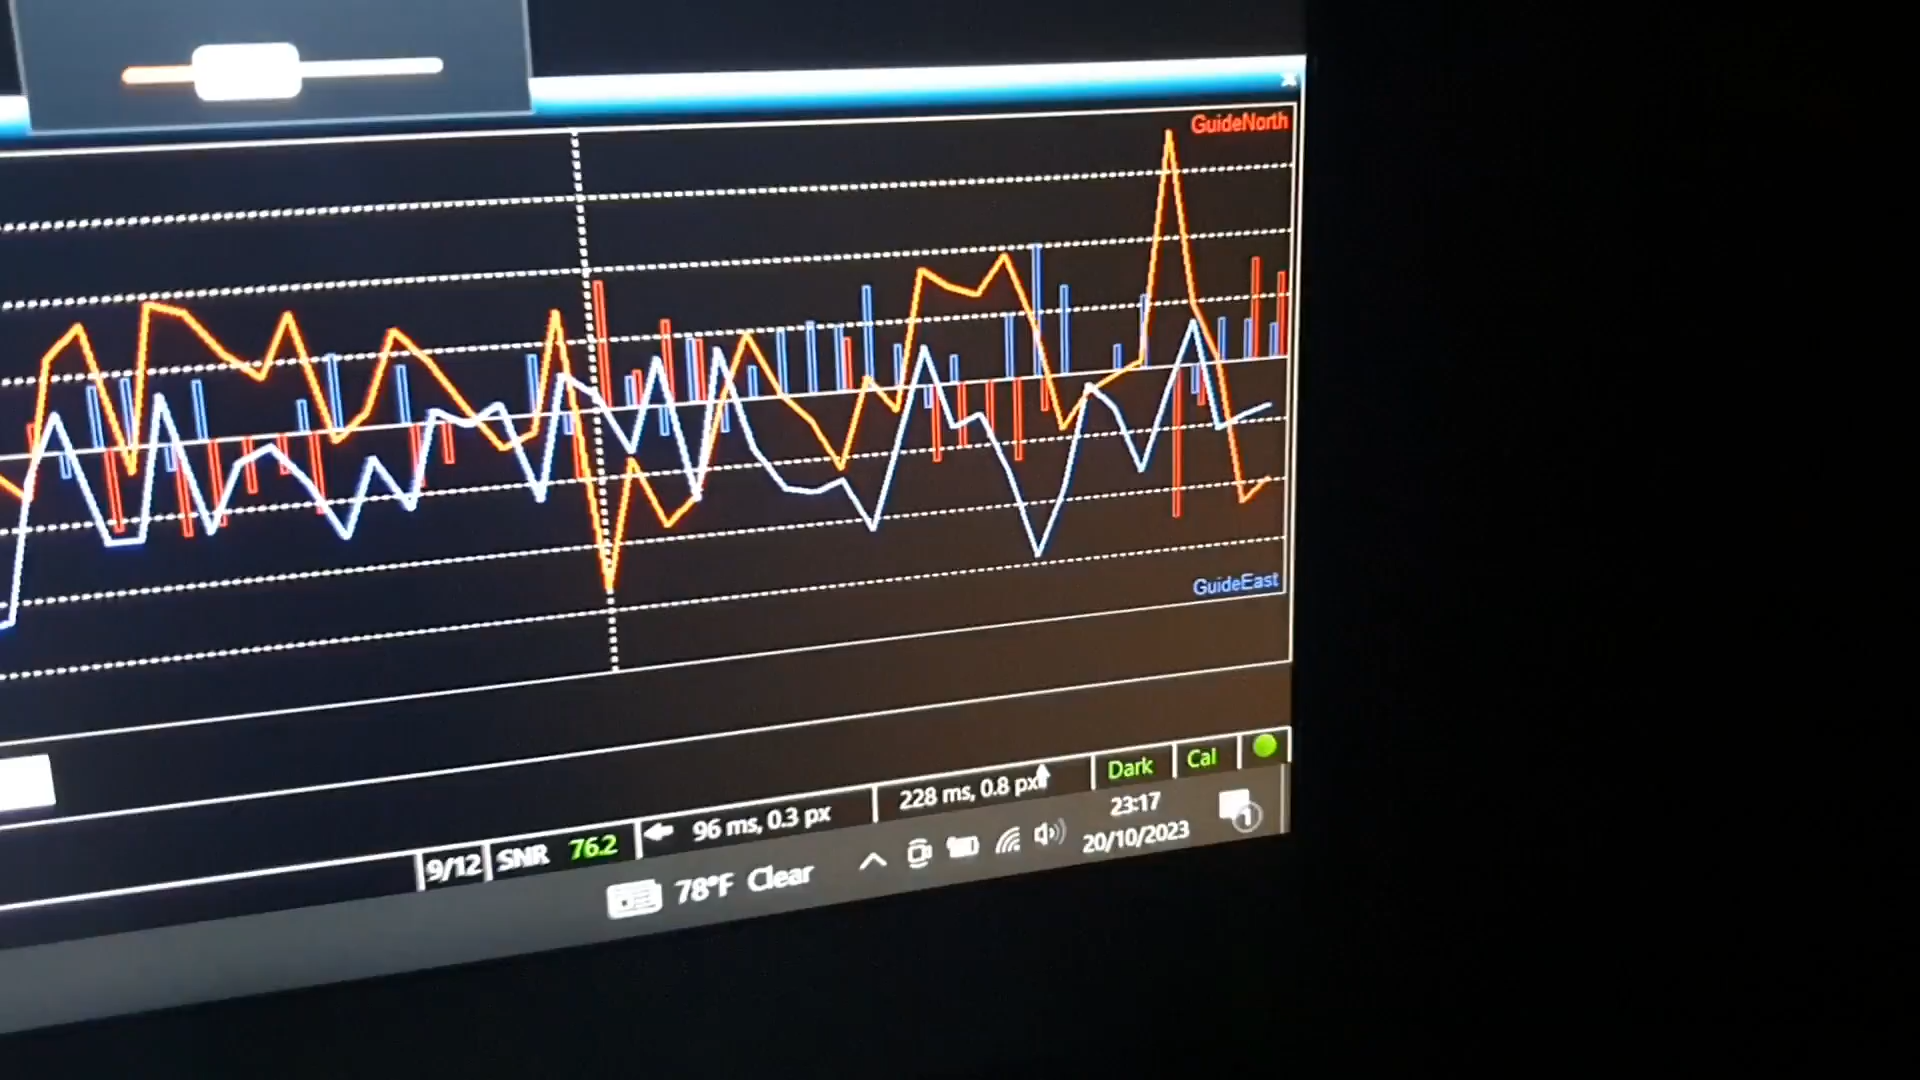 GuideNorth
GuideEast
9/12 SNR 76.2 96 ms, 0.3 px 228 ms, 0.8 px Dark Cal
78°F Clear 23:17
20/10/2023
1